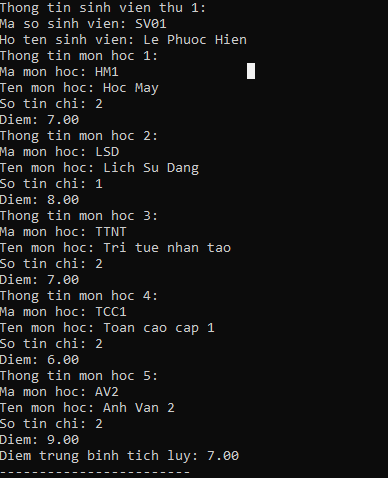 Thong tin sinh vien thu 1:
Ma so sinh vien: SV01
Ho ten sinh vien: Le Phuoc Hien
Thong tin mon hoc 1:
Ma mon hoc: HM1
Ten mon hoc: Hoc May
So tin chi: 2
Diem: 7.00
Thong tin mon hoc 2:
Ma mon hoc: LSD
Ten mon hoc: Lich Su Dang
So tin chi: 1
Diem: 8.00
Thong tin mon hoc 3:
Ma mon hoc: TTNT
Ten mon hoc: Tri tue nhan tao
So tin chi: 2
Diem: 7.00
Thong tin mon hoc 4:
Ma mon hoc: TCC1
Ten mon hoc: Toan cao cap 1
So tin chi: 2
Diem: 6.00
Thong tin mon hoc 5:
Ma mon hoc: AV2
Ten mon hoc: Anh Van 2
So tin chi: 2
Diem: 9.00
Diem trung binh tich luy: 7.00
------------------------